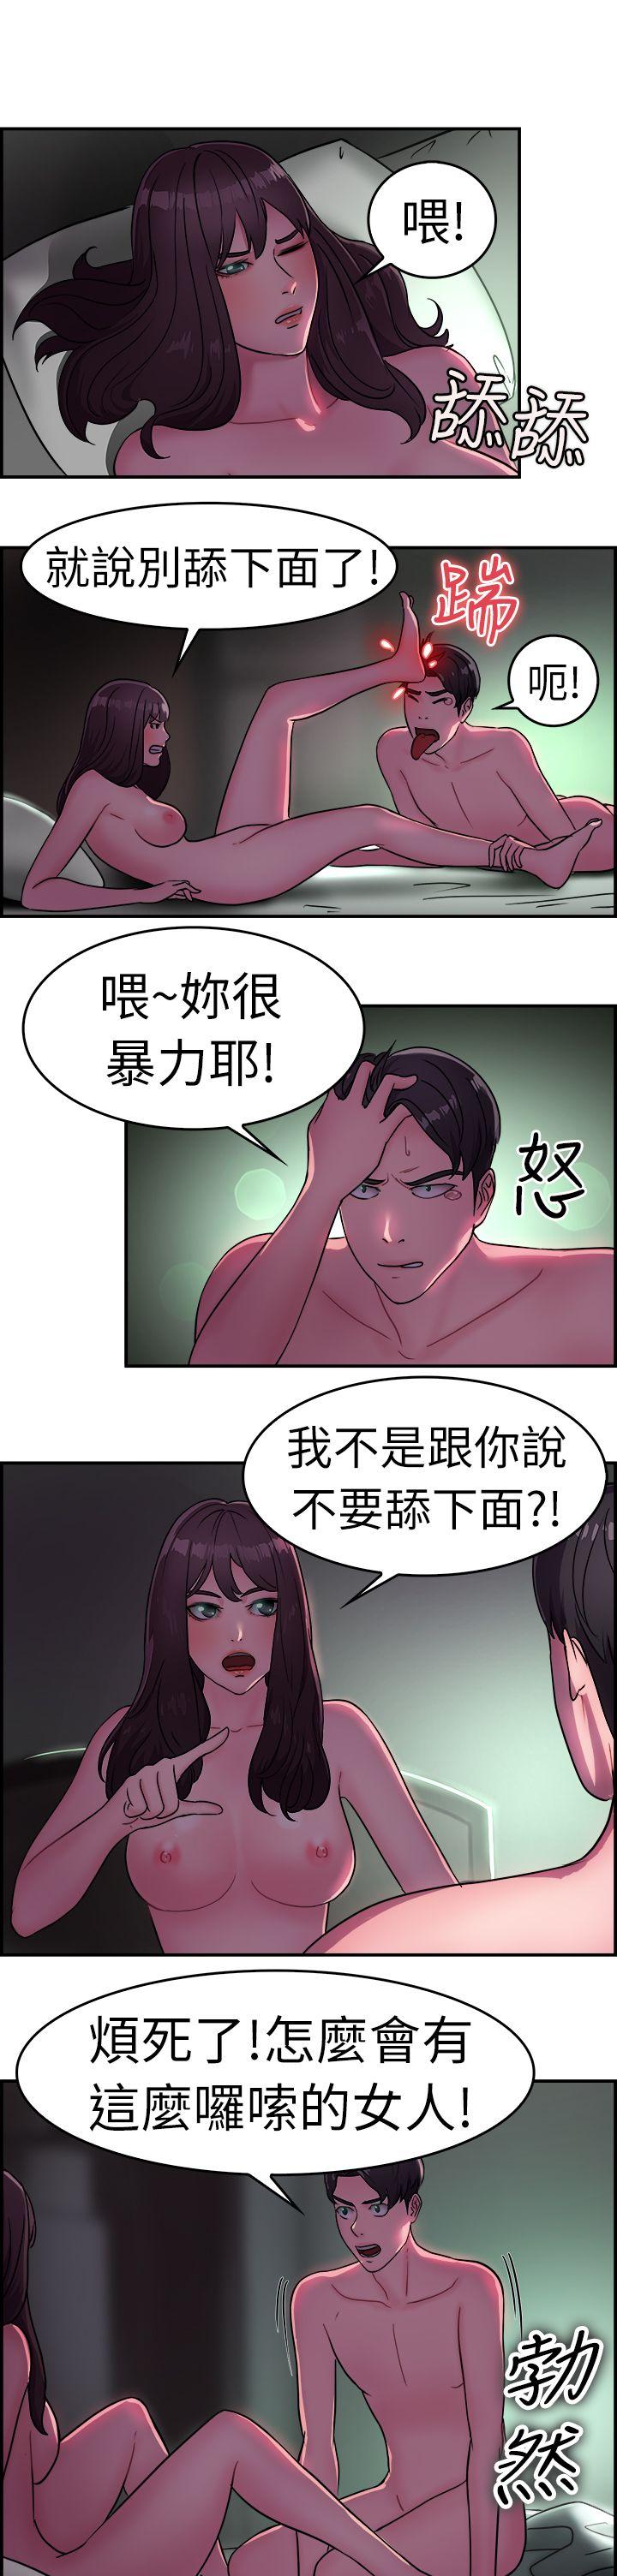 喂!
舔舔
就說別舔下面了!
踹
呃!
喂~妳很
暴力耶!
怒
我不是跟你說
不要舔下面?!
煩死了!怎麼會有
這麼囉嗦的女人!
勃
然